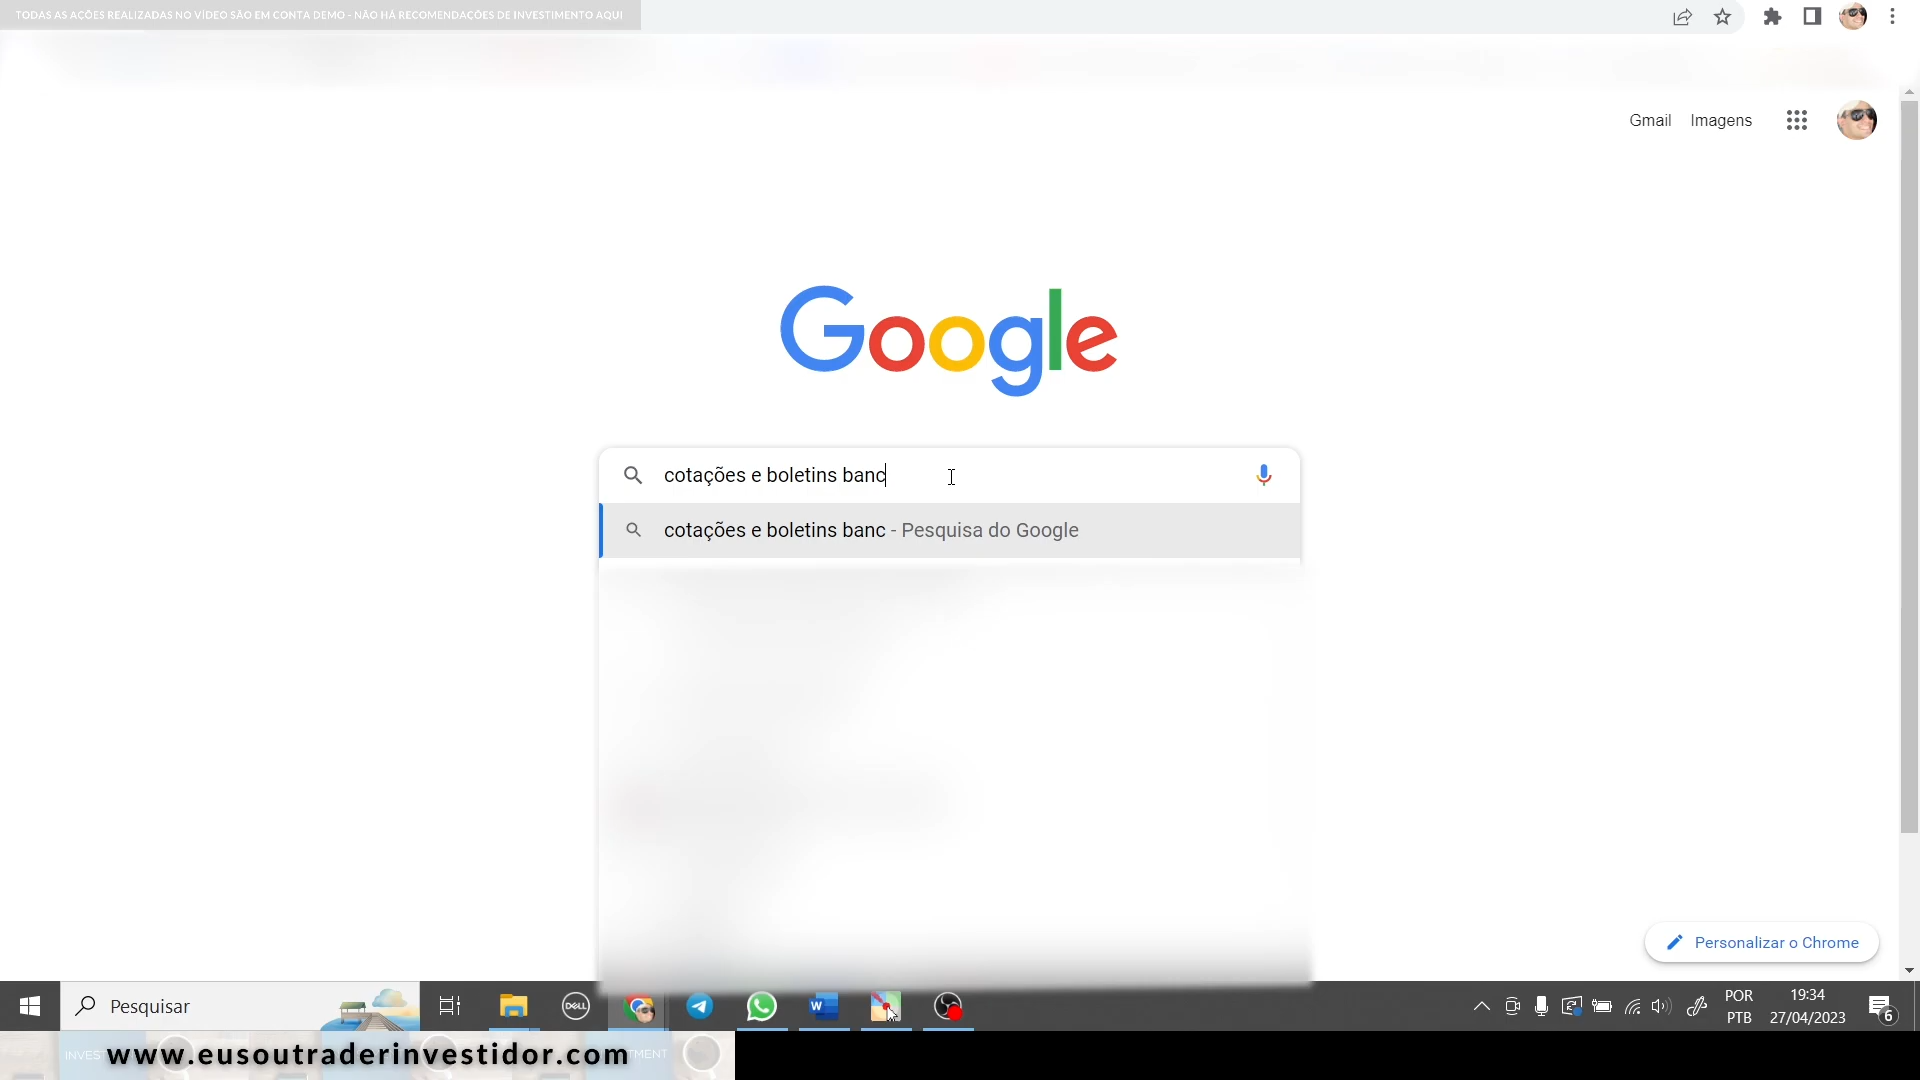 TODAS AS AÇÕES REALIZADAS NO VÍDEO SÃO EM CONTA DEMO - NÃO HÁ RECOMENDAÇÕES DE INVESTIMENTO AQUI
Gmail Imagens
Google
cotações e boletins banc
cotações e boletins banc - Pesquisa do Google
Personalizar o Chrome
Pesquisar
DELL
W
POR
PTB
19:34
27/04/2023
6
www.eusoutraderinvestidor.com